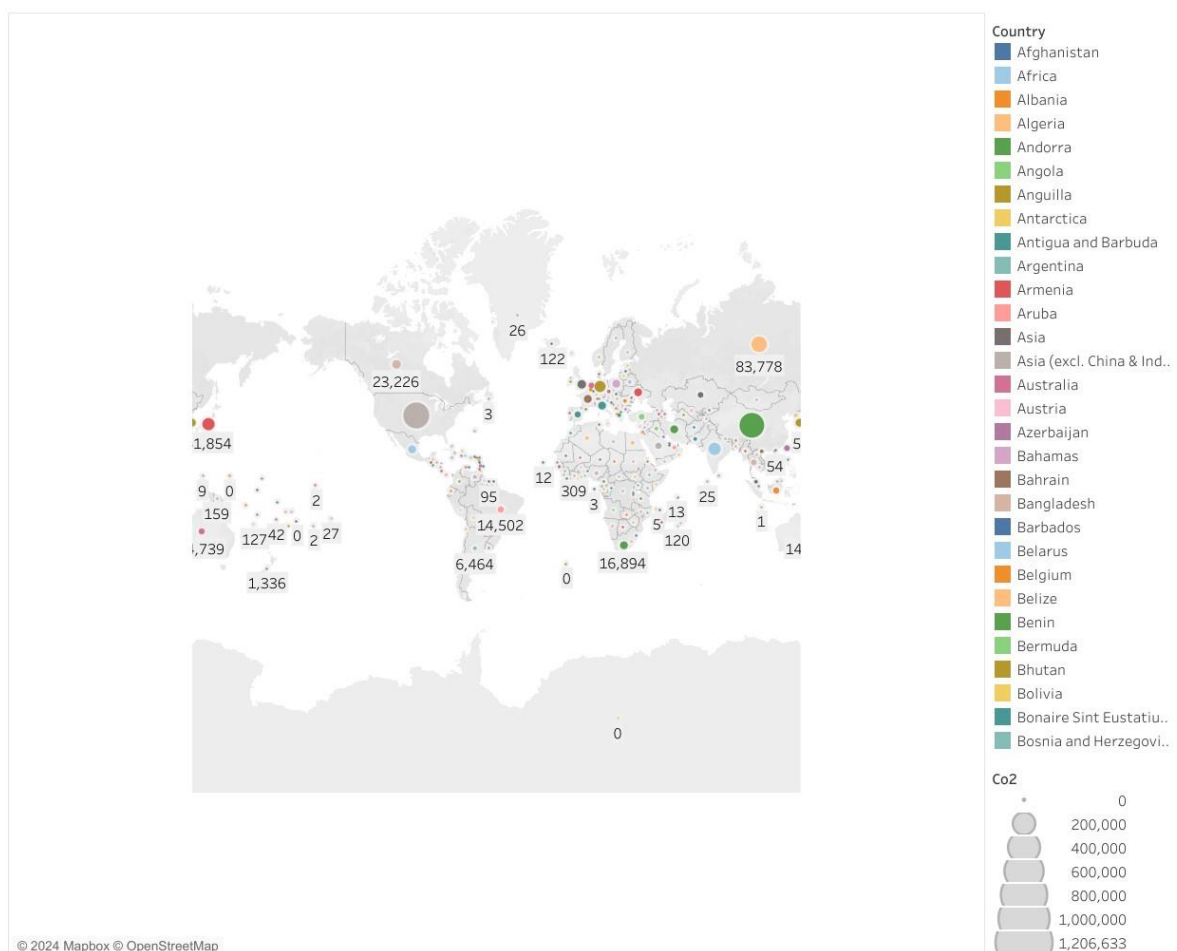 Country
Afghanistan
Africa
Albania
Algeria
Andorra
Angola
Anguilla
Antarctica
Antigua and Barbuda
Argentina
Armenia
Aruba
Asia
Asia (excl. China & Ind..
Australia
Austria
Azerbaijan
Bahamas
Bahrain
Bangladesh
Barbados
Belarus
Belgium
Belize
Benin
Bermuda
Bhutan
Bolivia
Bonaire Sint Eustatiu..
Bosnia and Herzegovi..
Co2
0
200,000
400,000
600,000
800,000
1,000,000
1,206,633
26
122
83,778
23,226
3
1,854
5
54
12
309
3
95
25
9
0
2
159
14,502
13
5
1
,739
127
42
0
2
27
120
14
6,464
16,894
1,336
0
0
© 2024 Mapbox © OpenStreetMap